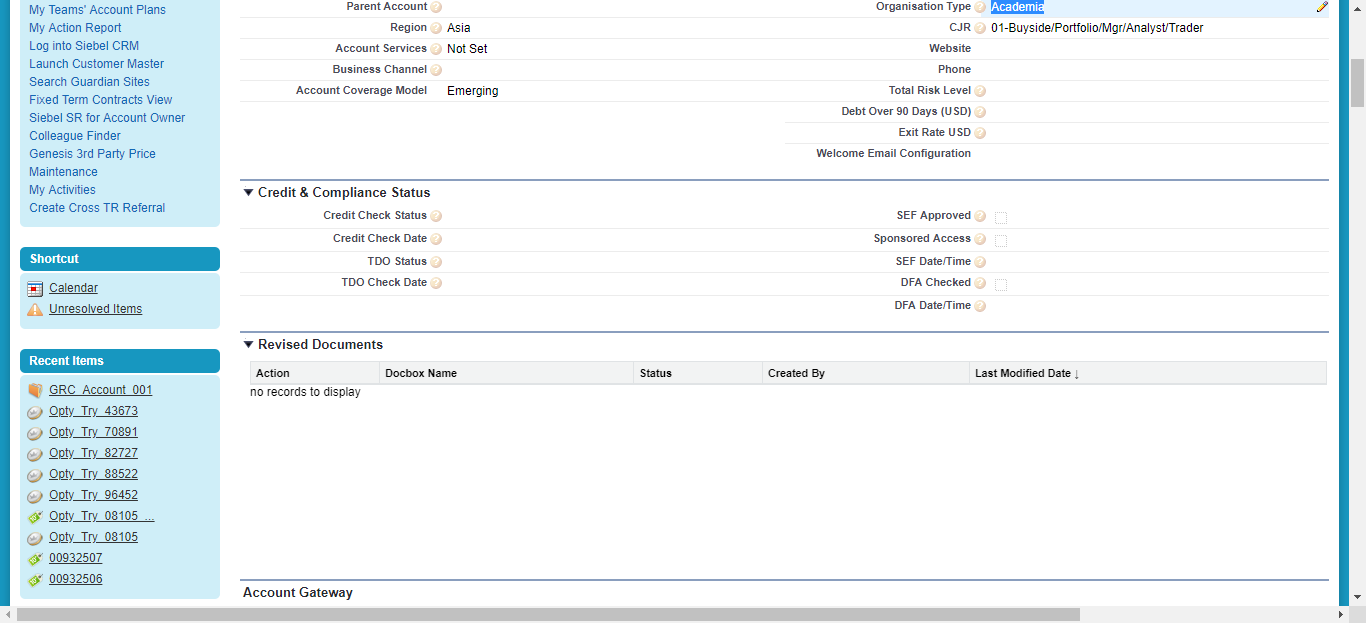 My Teams' Account Plans
My Action Report
Log into Siebel CRM
Launch Customer Master
Search Guardian Sites
Fixed Term Contracts View
Siebel SR for Account Owner
Colleague Finder
Genesis 3rd Party Price
Maintenance
My Activities
Create Cross TR Referral
Shortcut
Calendar
Unresolved Items
Recent Items
GRC_Account_001
Opty_Try_43673
Opty_Try_70891
Opty_Try_82727
Opty_Try_88522
Opty_Try_96452
Opty_Try_08105_...
Opty_Try_08105
00932507
00932506
Parent Account ? Organisation Type ? Academia
Region ? Asia CJR ? 01-Buyside/Portfolio/Mgr/Analyst/Trader
Account Services ? Not Set Website
Business Channel ? Phone
Account Coverage Model Emerging Total Risk Level ?
Debt Over 90 Days (USD) ?
Exit Rate USD ?
Welcome Email Configuration
Credit & Compliance Status
Credit Check Status ? SEF Approved ?
Credit Check Date ? Sponsored Access ?
TDO Status ? SEF Date/Time ?
TDO Check Date ? DFA Checked ?
DFA Date/Time ?
Revised Documents
Action Docbox Name Status Created By Last Modified Date ↓
no records to display
Account Gateway